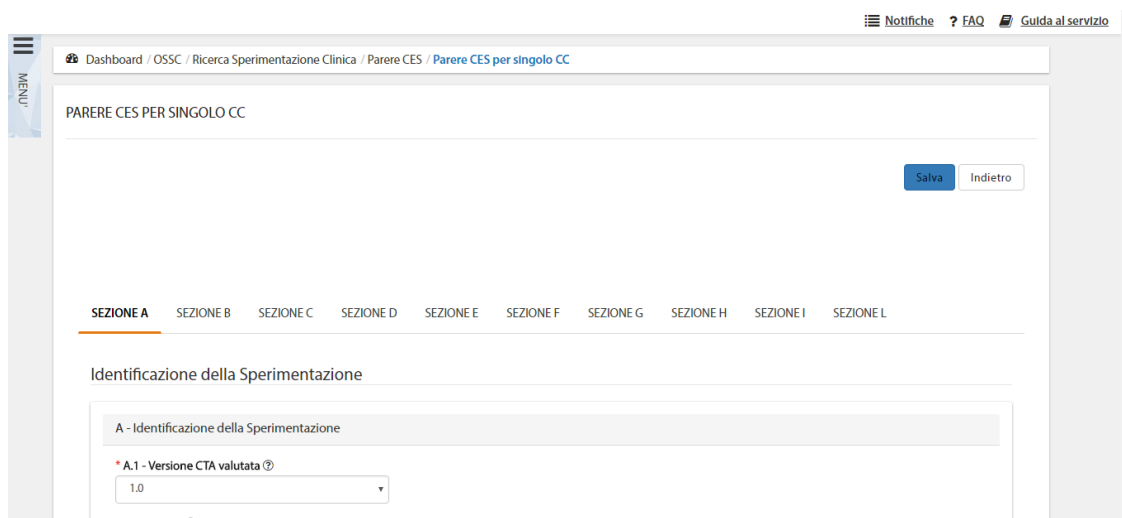 Notifiche ? FAQ Guida al servizio
MENU'
Dashboard / OSSC / Ricerca Sperimentazione Clinica / Parere CES / Parere CES per singolo CC
PARERE CES PER SINGOLO CC
Salva Indietro
SEZIONE A SEZIONE B SEZIONE C SEZIONE D SEZIONE E SEZIONE F SEZIONE G SEZIONE H SEZIONE I SEZIONE L
Identificazione della Sperimentazione
A - Identificazione della Sperimentazione
* A.1 - Versione CTA valutata ?
1.0